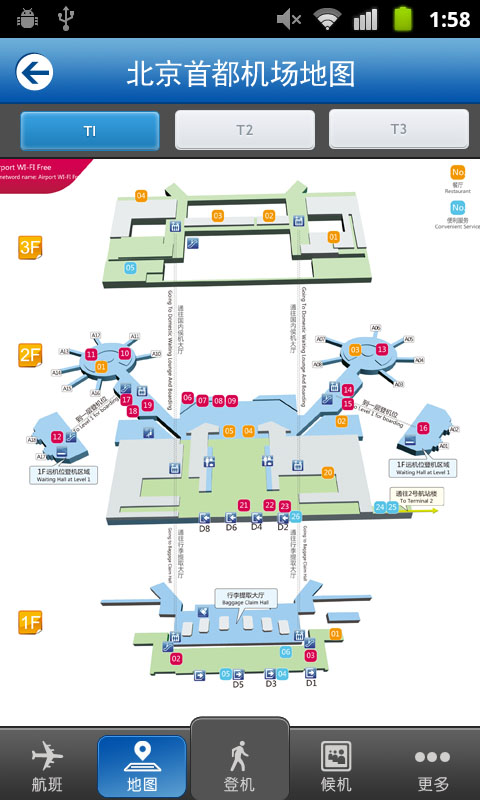 1:58
北京首都机场地图
T1
T2
T3
rport WI-FI Free
netword name: Airport WI-FI Fr
No.
餐厅
Restaurant
No.
便利服务
Convenient Service
3F
04
03
02
01
05
Going To Domestic Waiting Lounge And Boarding
通往国内候机大厅
Going To Domestic Waiting Lounge And Boarding
通往国内候机大厅
2F
A12
A11
A13
A10
A14
A15
A16
11
10
01
A06
A05
A04
A03
03
13
17
18
19
06
07
08
09
14
15
02
到一层登机位
To Level 1 for boarding
到一层登机位
To Level 1 for boarding
12
A18
A17
16
A02
A01
1F远机位登机区域
Waiting Hall at Level 1
1F远机位登机区域
Waiting Hall at Level 1
05
04
20
通往2号航站楼
To Terminal 2
21
22
23
26
24
25
D8
D6
D4
D2
Going to Baggage Claim Hall
通往行李提取大厅
通往行李提取大厅
Going to Baggage Claim Hall
1F
行李提取大厅
Baggage Claim Hall
01
02
06
03
05
04
D5
D3
D1
航班
地图
登机
候机
更多